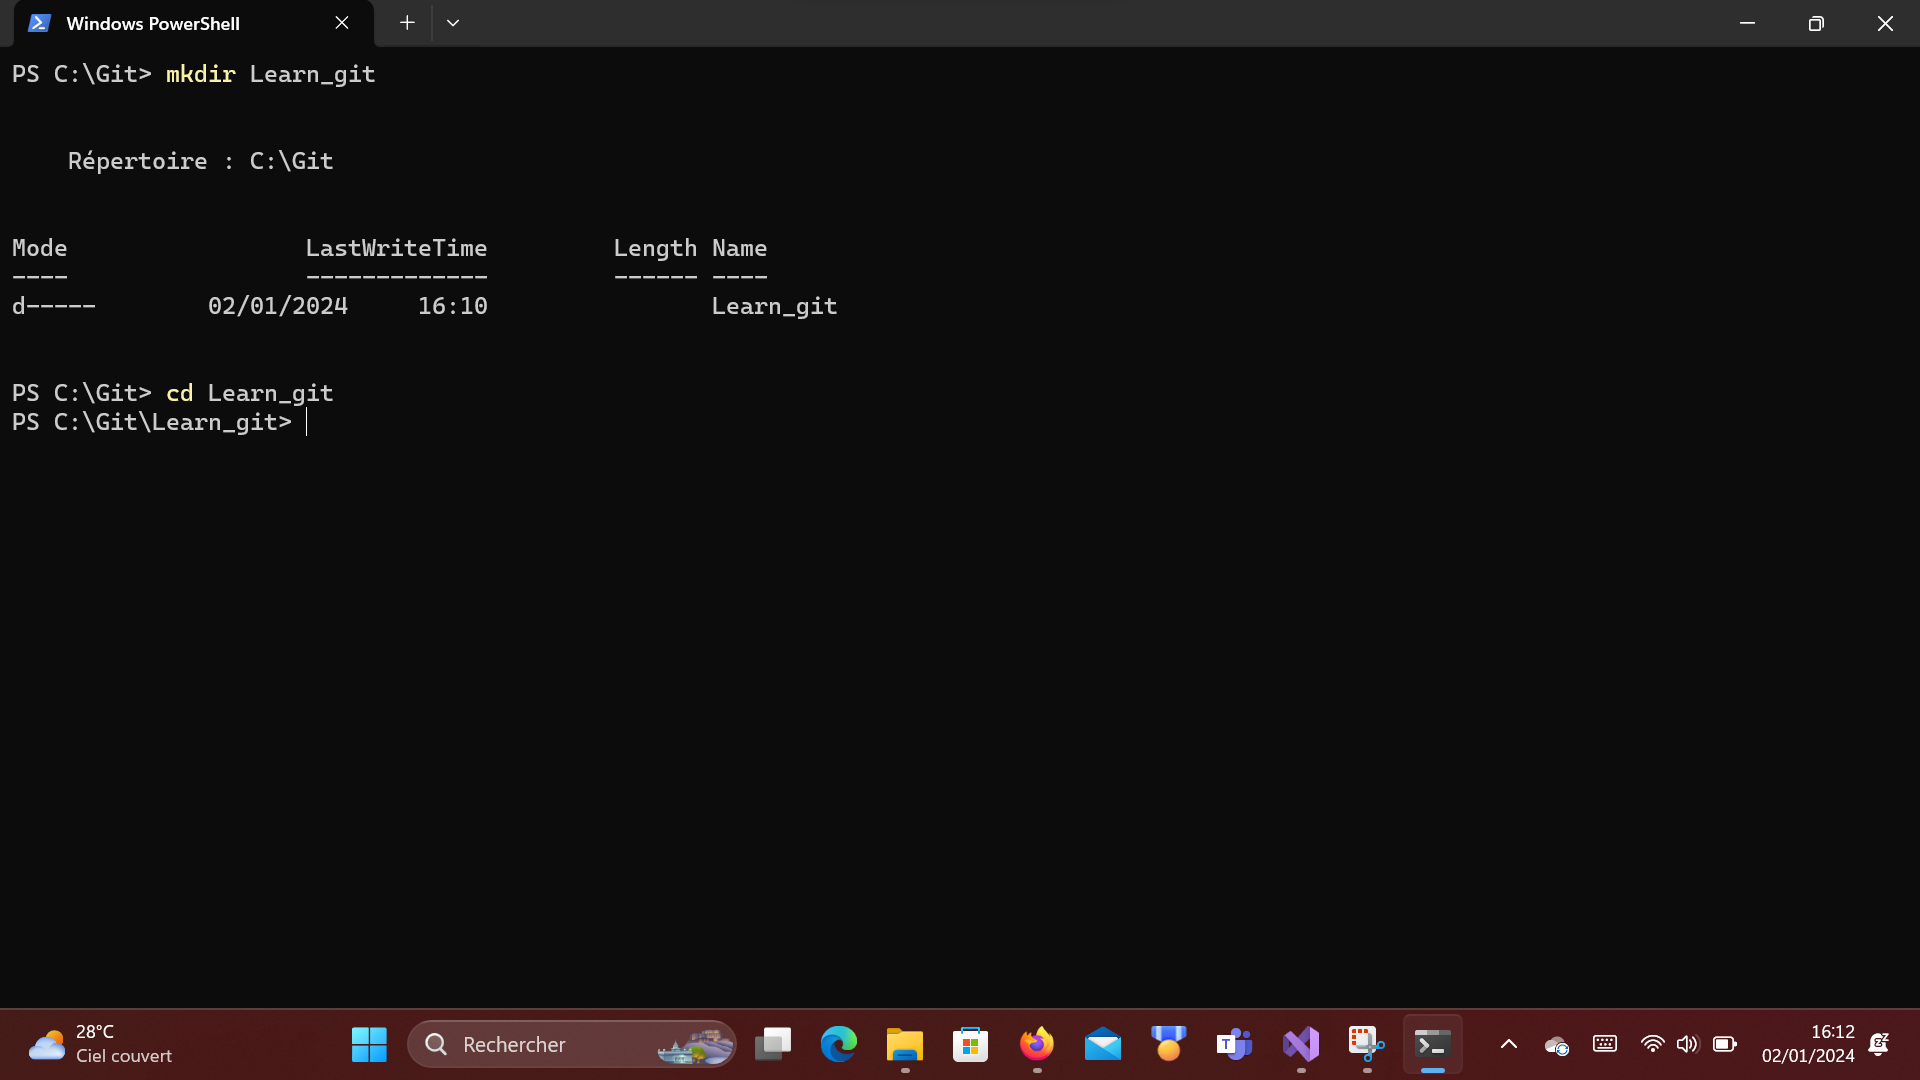 Windows PowerShell
PS C:\Git> mkdir Learn_git
Répertoire : C:\Git
Mode LastWriteTime Length Name
---- ------------- ------ ----
d----- 02/01/2024 16:10 Learn_git
PS C:\Git> cd Learn_git
PS C:\Git\Learn_git>
28°C
Ciel couvert
Rechercher
16:12
02/01/2024